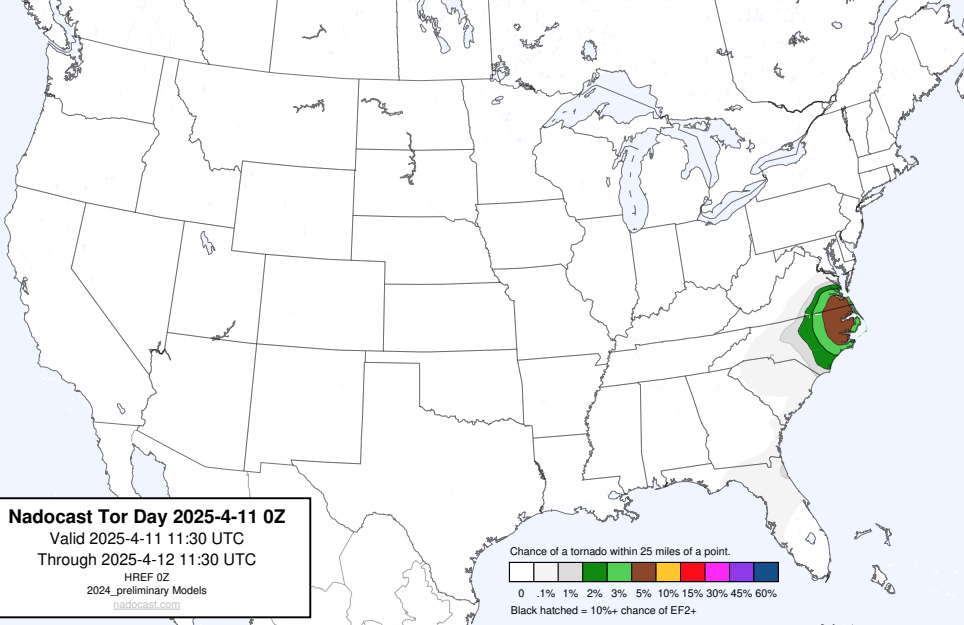 Nadocast Tor Day 2025-4-11 0Z
Valid 2025-4-11 11:30 UTC
Through 2025-4-12 11:30 UTC
HREF 0Z
2024_preliminary Models
nadocast.com
Chance of a tornado within 25 miles of a point.
0 .1% 1% 2% 3% 5% 10% 15% 30% 45% 60%
Black hatched = 10%+ chance of EF2+